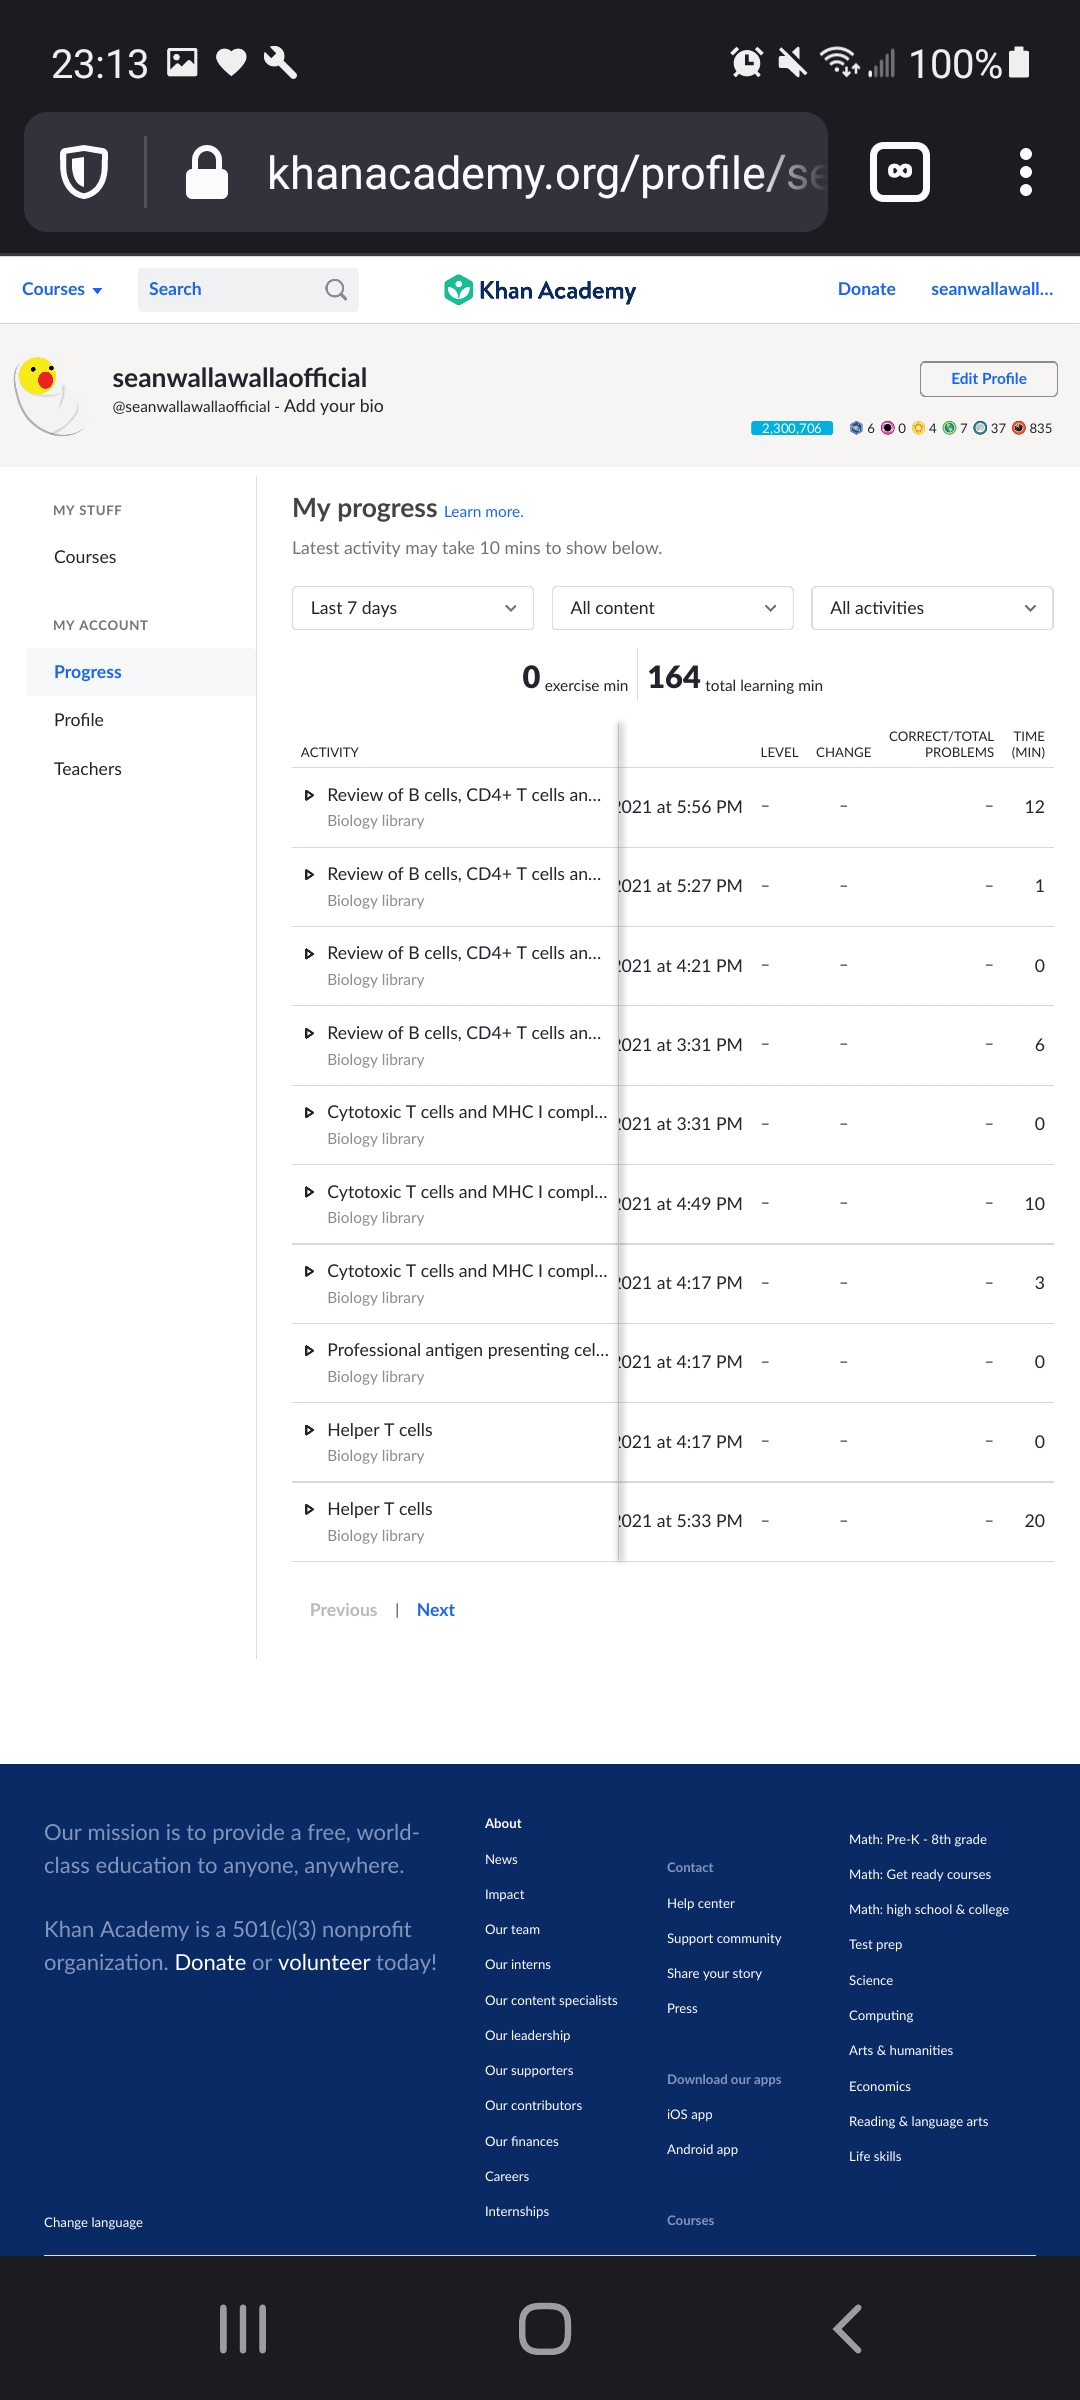 23:13
100%
khanacademy.org/profile/se
Courses
Search
Khan Academy
Donate
seanwallawall...
seanwallawallaofficial
@seanwallawallaofficial - Add your bio
Edit Profile
2,300,706 6 0 4 7 37 835
MY STUFF
Courses
MY ACCOUNT
Progress
Profile
Teachers
My progress Learn more.
Latest activity may take 10 mins to show below.
Last 7 days
All content
All activities
0 exercise min
164 total learning min
ACTIVITY LEVEL CHANGE CORRECT/TOTAL PROBLEMS TIME (MIN)
Review of B cells, CD4+ T cells an... 2021 at 5:56 PM – – – 12
Biology library
Review of B cells, CD4+ T cells an... 2021 at 5:27 PM – – – 1
Biology library
Review of B cells, CD4+ T cells an... 2021 at 4:21 PM – – – 0
Biology library
Review of B cells, CD4+ T cells an... 2021 at 3:31 PM – – – 6
Biology library
Cytotoxic T cells and MHC I compl... 2021 at 3:31 PM – – – 0
Biology library
Cytotoxic T cells and MHC I compl... 2021 at 4:49 PM – – – 10
Biology library
Cytotoxic T cells and MHC I compl... 2021 at 4:17 PM – – – 3
Biology library
Professional antigen presenting cel... 2021 at 4:17 PM – – – 0
Biology library
Helper T cells 2021 at 4:17 PM – – – 0
Biology library
Helper T cells 2021 at 5:33 PM – – – 20
Biology library
Previous | Next
Our mission is to provide a free, world-
class education to anyone, anywhere.
Khan Academy is a 501(c)(3) nonprofit
organization. Donate or volunteer today!
Change language
About
News
Impact
Our team
Our interns
Our content specialists
Our leadership
Our supporters
Our contributors
Our finances
Careers
Internships
Contact
Help center
Support community
Share your story
Press
Download our apps
iOS app
Android app
Courses
Math: Pre-K - 8th grade
Math: Get ready courses
Math: high school & college
Test prep
Science
Computing
Arts & humanities
Economics
Reading & language arts
Life skills